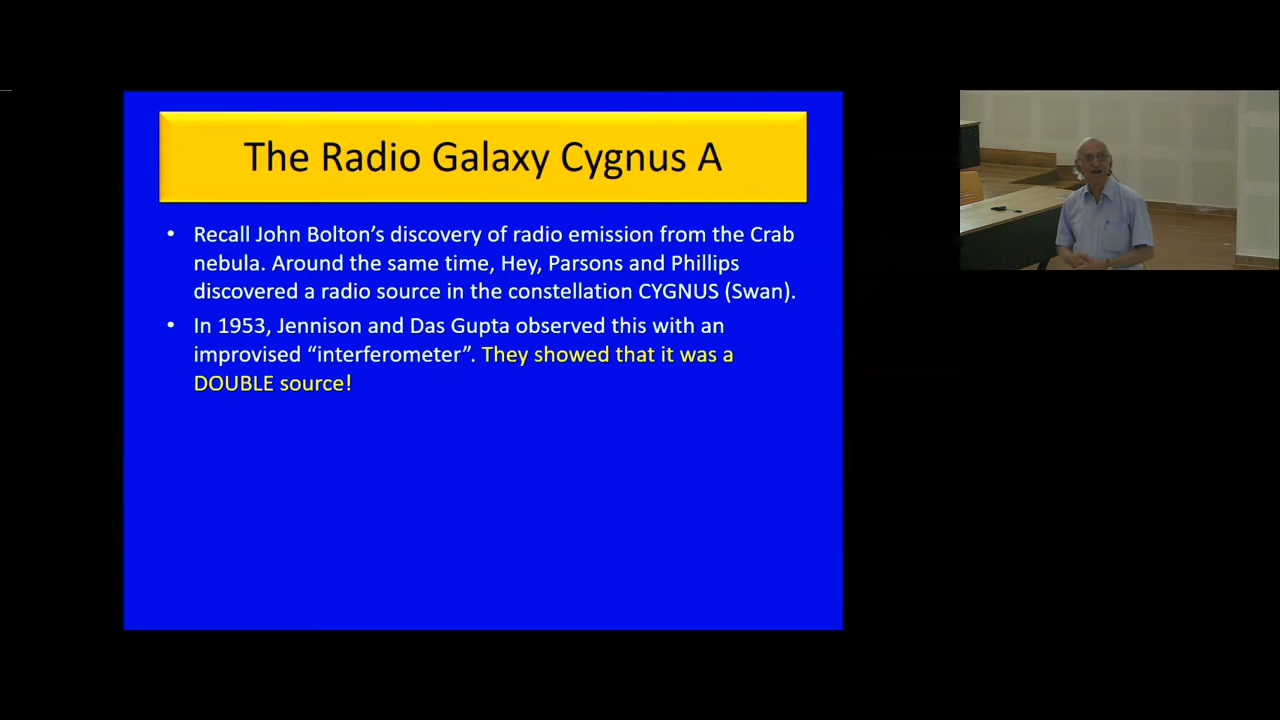 The Radio Galaxy Cygnus A
• Recall John Bolton’s discovery of radio emission from the Crab
nebula. Around the same time, Hey, Parsons and Phillips
discovered a radio source in the constellation CYGNUS (Swan).
• In 1953, Jennison and Das Gupta observed this with an
improvised “interferometer”. They showed that it was a
DOUBLE source!